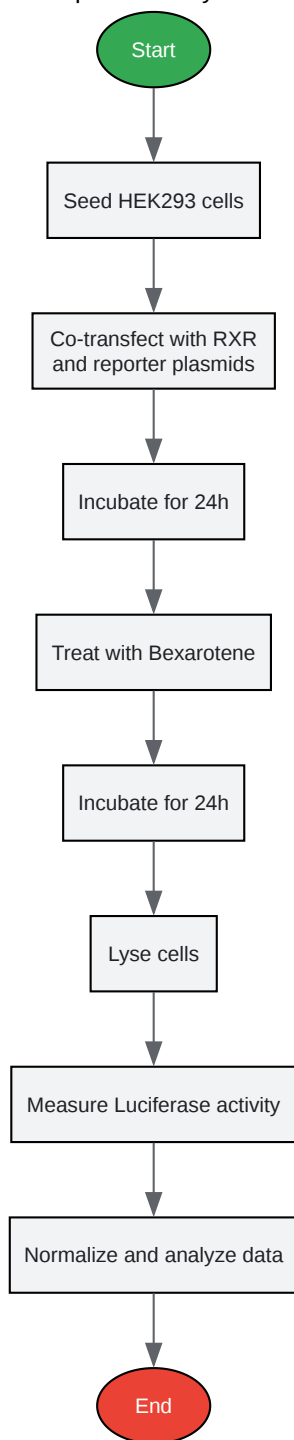 Start
Seed HEK293 cells
Co-transfect with RXR
and reporter plasmids
Incubate for 24h
Treat with Bexarotene
Incubate for 24h
Lyse cells
Measure Luciferase activity
Normalize and analyze data
End